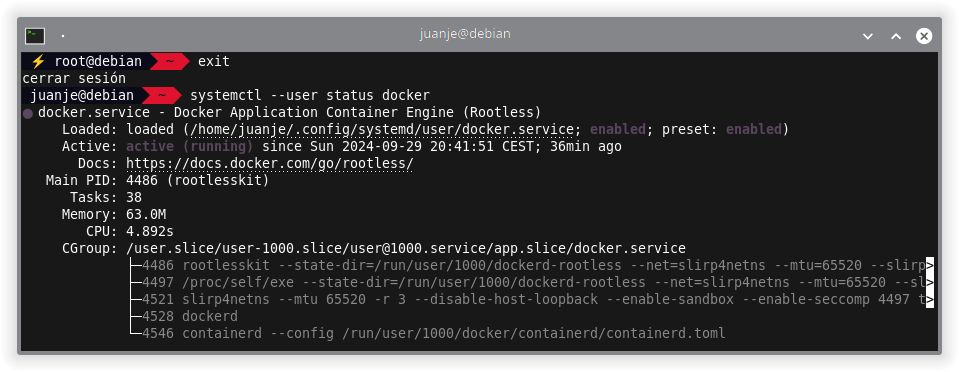 juanje@debian
⚡ root@debian ~ exit
cerrar sesión
juanje@debian ~ systemctl --user status docker
● docker.service - Docker Application Container Engine (Rootless)
Loaded: loaded (/home/juanje/.config/systemd/user/docker.service; enabled; preset: enabled)
Active: active (running) since Sun 2024-09-29 20:41:51 CEST; 36min ago
Docs: https://docs.docker.com/go/rootless/
Main PID: 4486 (rootlesskit)
Tasks: 38
Memory: 63.0M
CPU: 4.892s
CGroup: /user.slice/user-1000.slice/user@1000.service/app.slice/docker.service
├─4486 rootlesskit --state-dir=/run/user/1000/dockerd-rootless --net=slirp4netns --mtu=65520 --slirp>
├─4497 /proc/self/exe --state-dir=/run/user/1000/dockerd-rootless --net=slirp4netns --mtu=65520 --sl>
├─4521 slirp4netns --mtu 65520 -r 3 --disable-host-loopback --enable-sandbox --enable-seccomp 4497 t>
├─4528 dockerd
└─4546 containerd --config /run/user/1000/docker/containerd/containerd.toml